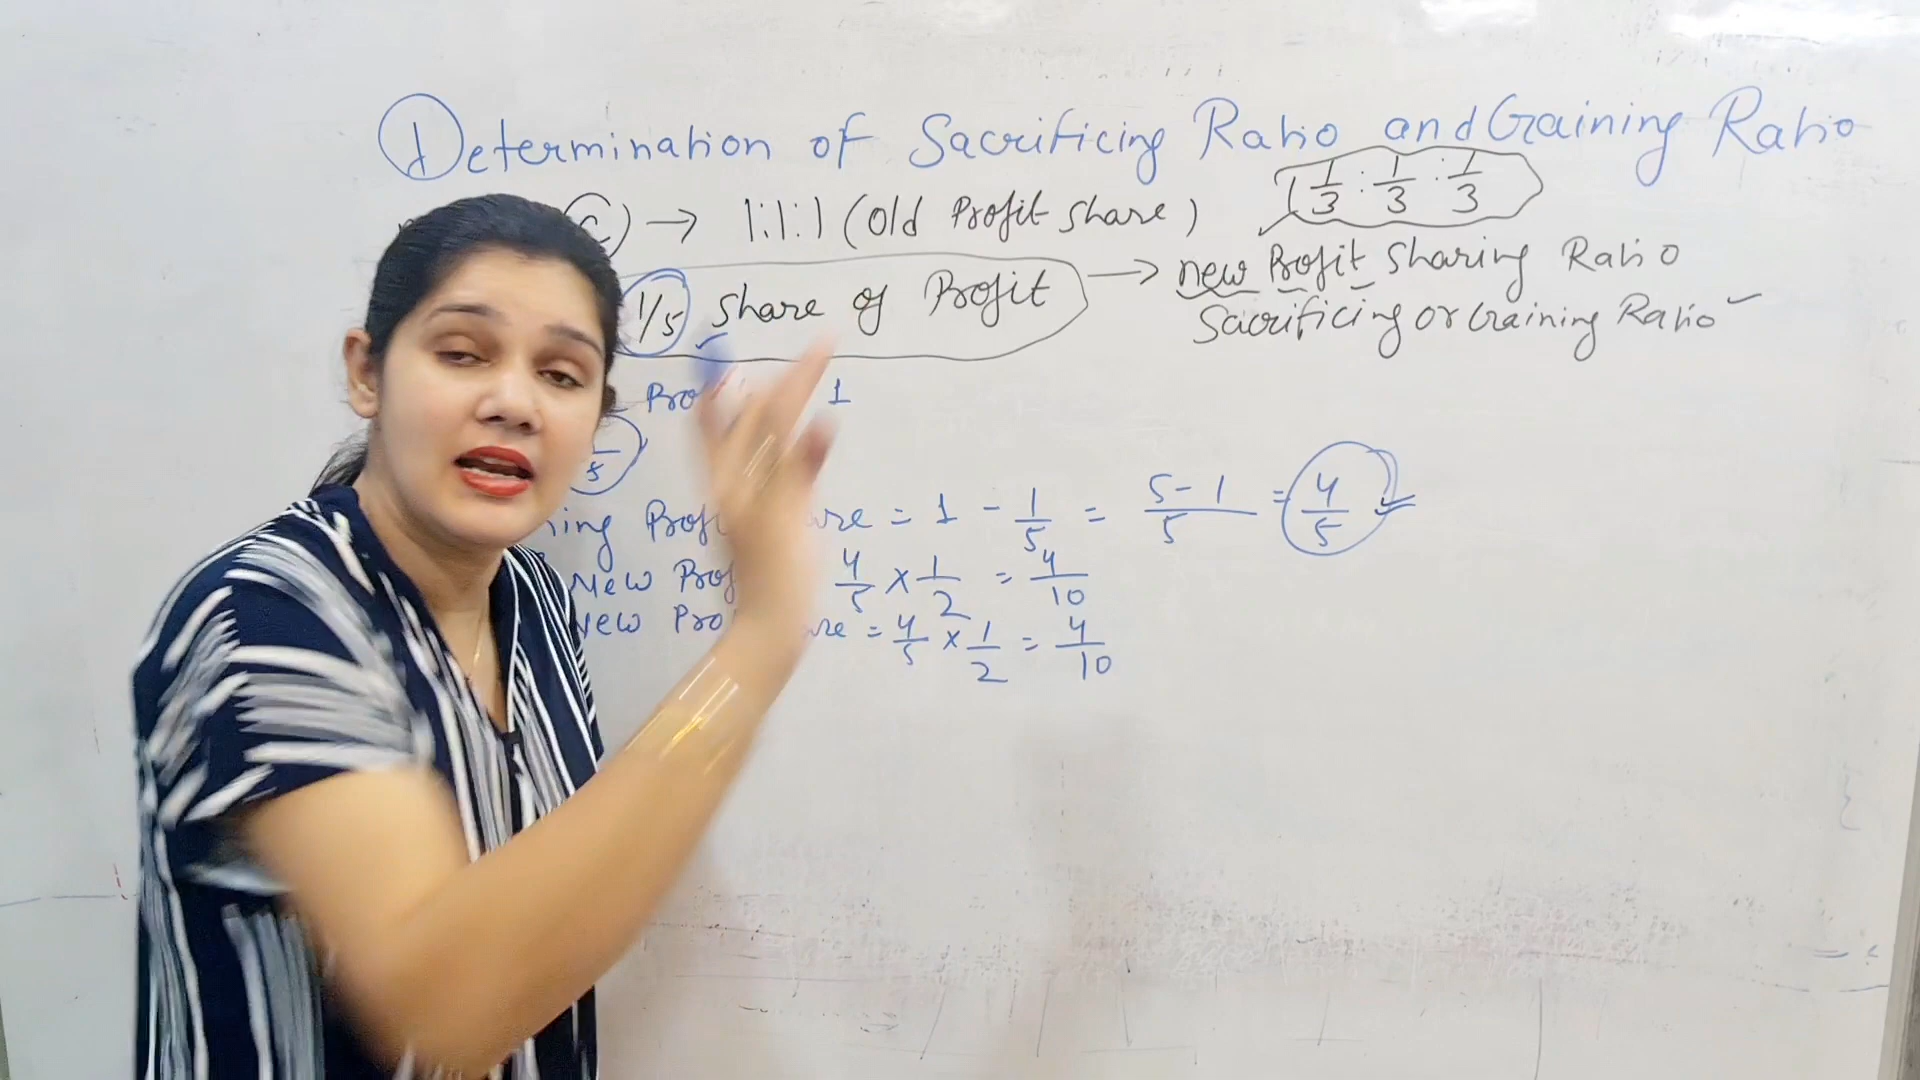 Determination of Sacrificing Ratio and Gaining Ratio
1/3 : 1/3 : 1/3
C → 1:1:1 (Old Profit Share)
1/5 Share of Profit → new Profit Sharing Ratio
Sacrificing or Gaining Ratio
1
5
Share = 1 - 1/5 = 5-1/5 = 4/5
New 4/5 × 1/2 = 4/10
New = 4/5 × 1/2 = 4/10